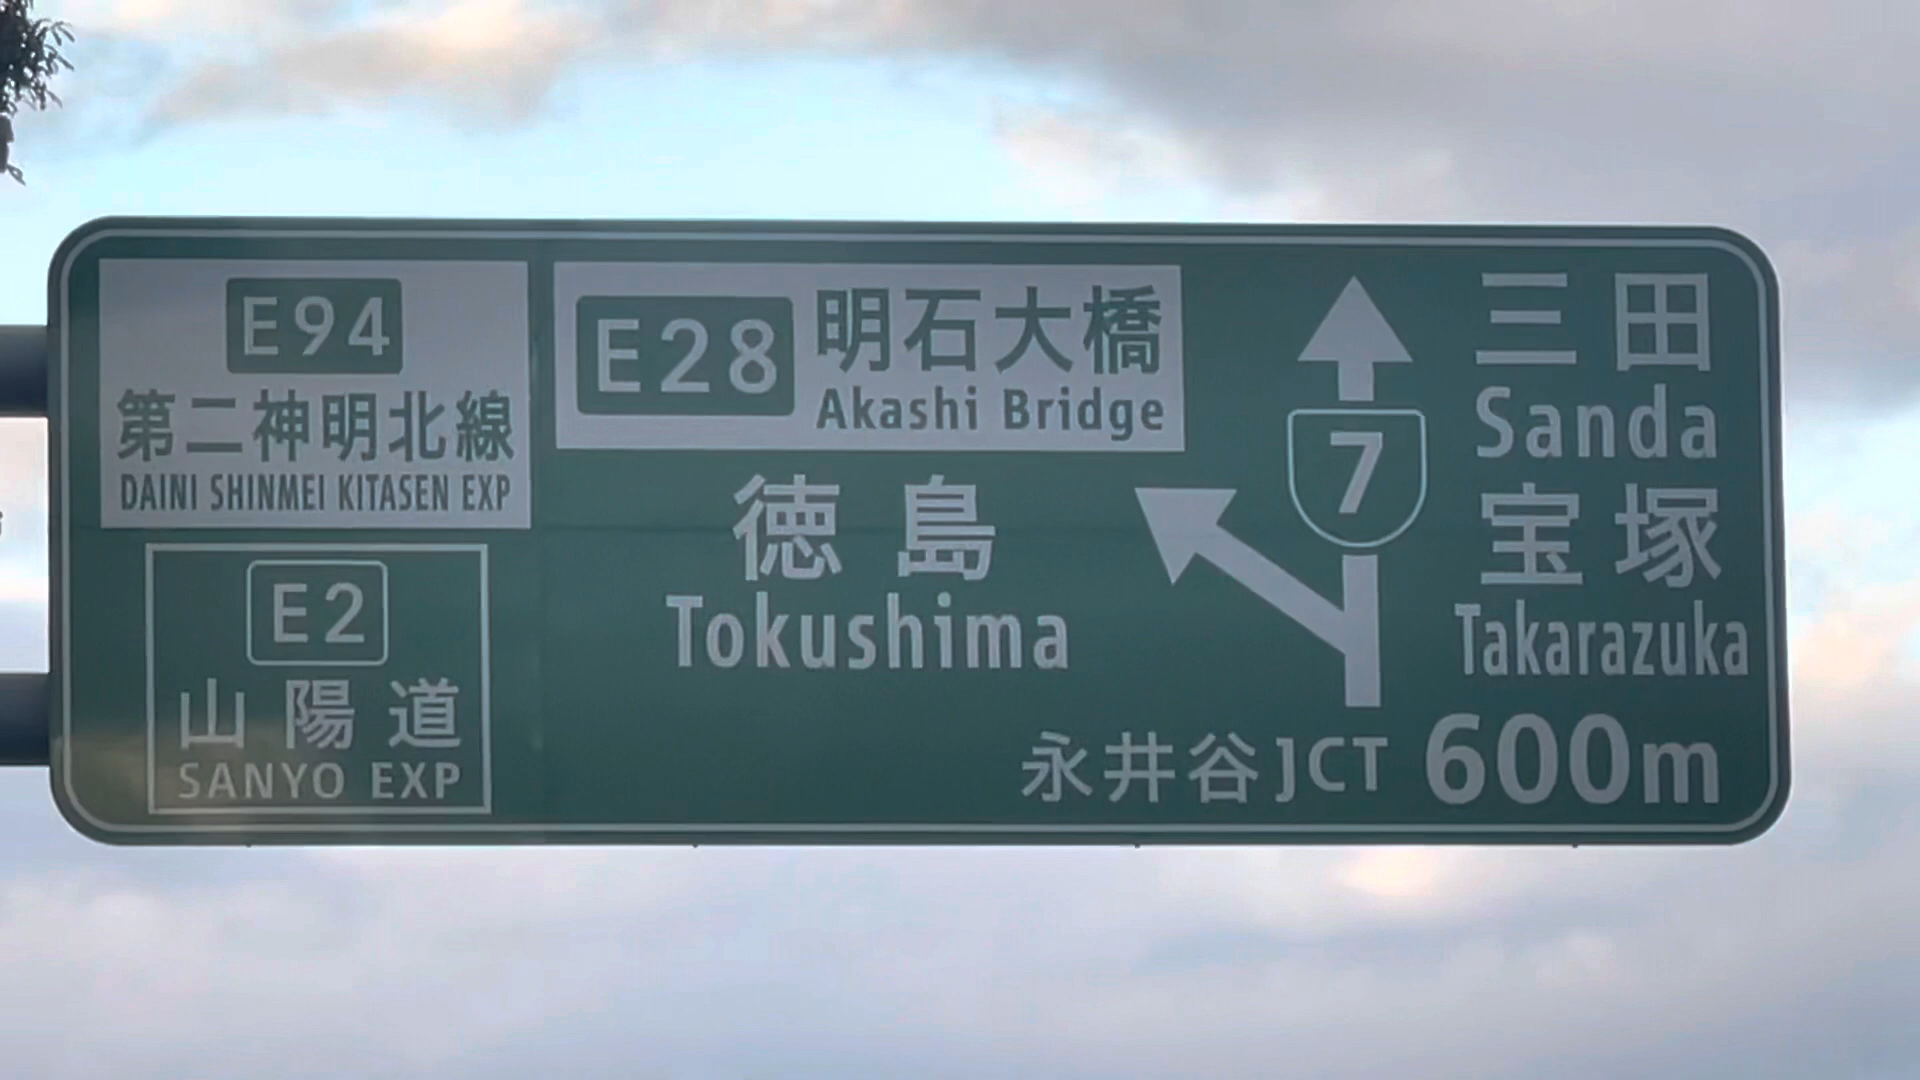 E94
第二神明北線
DAINI SHINMEI KITASEN EXP
E2
山陽道
SANYO EXP
E28
明石大橋
Akashi Bridge
徳島
Tokushima
7
三田
Sanda
宝塚
Takarazuka
永井谷JCT 600m